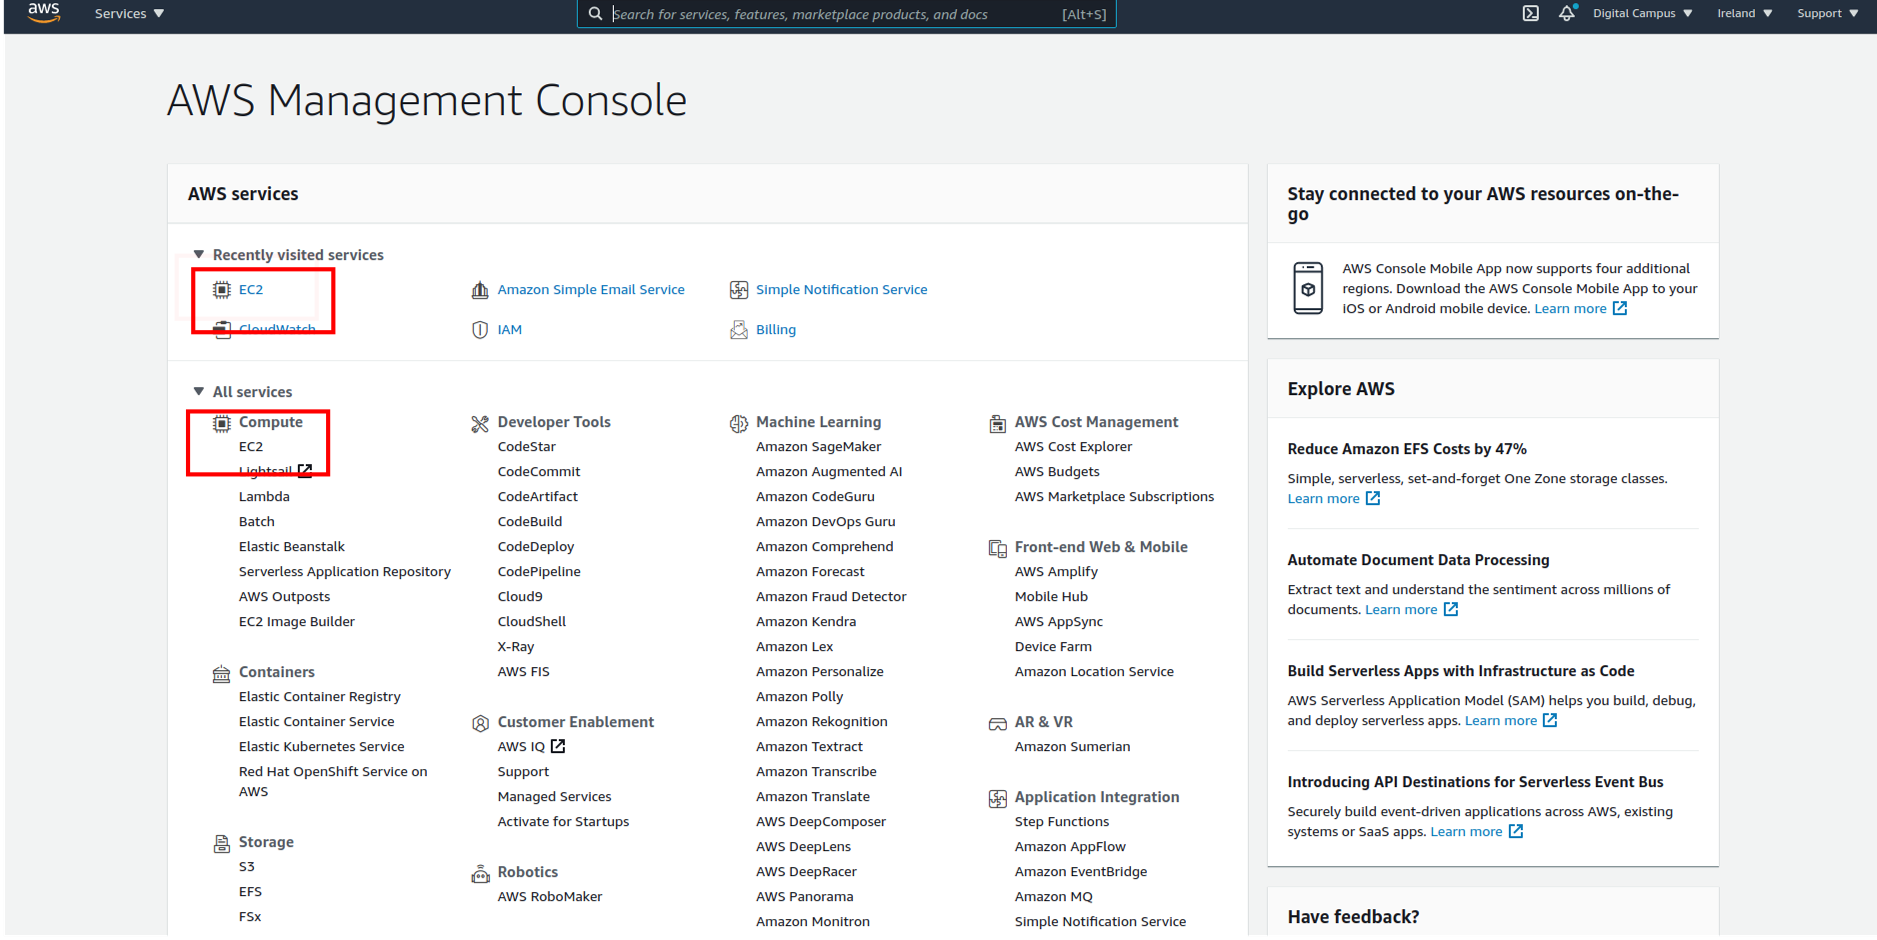 aws
Services
Search for services, features, marketplace products, and docs
[Alt+S]
Digital Campus
Ireland
Support
AWS Management Console
AWS services
Recently visited services
EC2
Amazon Simple Email Service
Simple Notification Service
CloudWatch
IAM
Billing
All services
Compute
EC2
Lightsail
Lambda
Batch
Elastic Beanstalk
Serverless Application Repository
AWS Outposts
EC2 Image Builder
Containers
Elastic Container Registry
Elastic Container Service
Elastic Kubernetes Service
Red Hat OpenShift Service on
AWS
Storage
S3
EFS
FSx
Developer Tools
CodeStar
CodeCommit
CodeArtifact
CodeBuild
CodeDeploy
CodePipeline
Cloud9
CloudShell
X-Ray
AWS FIS
Customer Enablement
AWS IQ
Support
Managed Services
Activate for Startups
Robotics
AWS RoboMaker
Machine Learning
Amazon SageMaker
Amazon Augmented AI
Amazon CodeGuru
Amazon DevOps Guru
Amazon Comprehend
Amazon Forecast
Amazon Fraud Detector
Amazon Kendra
Amazon Lex
Amazon Personalize
Amazon Polly
Amazon Rekognition
Amazon Textract
Amazon Transcribe
Amazon Translate
AWS DeepComposer
AWS DeepLens
AWS DeepRacer
AWS Panorama
Amazon Monitron
AWS Cost Management
AWS Cost Explorer
AWS Budgets
AWS Marketplace Subscriptions
Front-end Web & Mobile
AWS Amplify
Mobile Hub
AWS AppSync
Device Farm
Amazon Location Service
AR & VR
Amazon Sumerian
Application Integration
Step Functions
Amazon AppFlow
Amazon EventBridge
Amazon MQ
Simple Notification Service
Stay connected to your AWS resources on-the-
go
AWS Console Mobile App now supports four additional
regions. Download the AWS Console Mobile App to your
iOS or Android mobile device. Learn more
Explore AWS
Reduce Amazon EFS Costs by 47%
Simple, serverless, set-and-forget One Zone storage classes.
Learn more
Automate Document Data Processing
Extract text and understand the sentiment across millions of
documents. Learn more
Build Serverless Apps with Infrastructure as Code
AWS Serverless Application Model (SAM) helps you build, debug,
and deploy serverless apps. Learn more
Introducing API Destinations for Serverless Event Bus
Securely build event-driven applications across AWS, existing
systems or SaaS apps. Learn more
Have feedback?